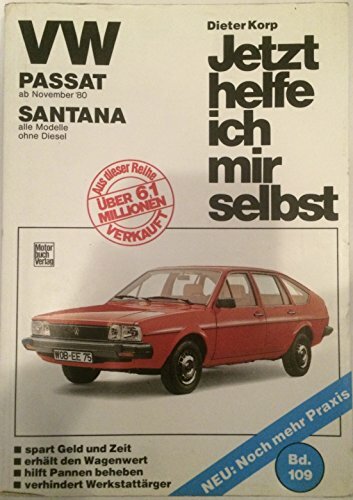 VW
PASSAT
ab November '80
SANTANA
alle Modelle
ohne Diesel
Dieter Korp
Jetzt
helfe
ich
mir
selbst
Aus dieser Reihe
ÜBER 6,1
MILLIONEN
VERKAUFT
Motor
buch
Verlag
WOB-EE 75
spart Geld und Zeit
erhält den Wagenwert
hilft Pannen beheben
verhindert Werkstattärger
NEU: Noch mehr Praxis
Bd.
109